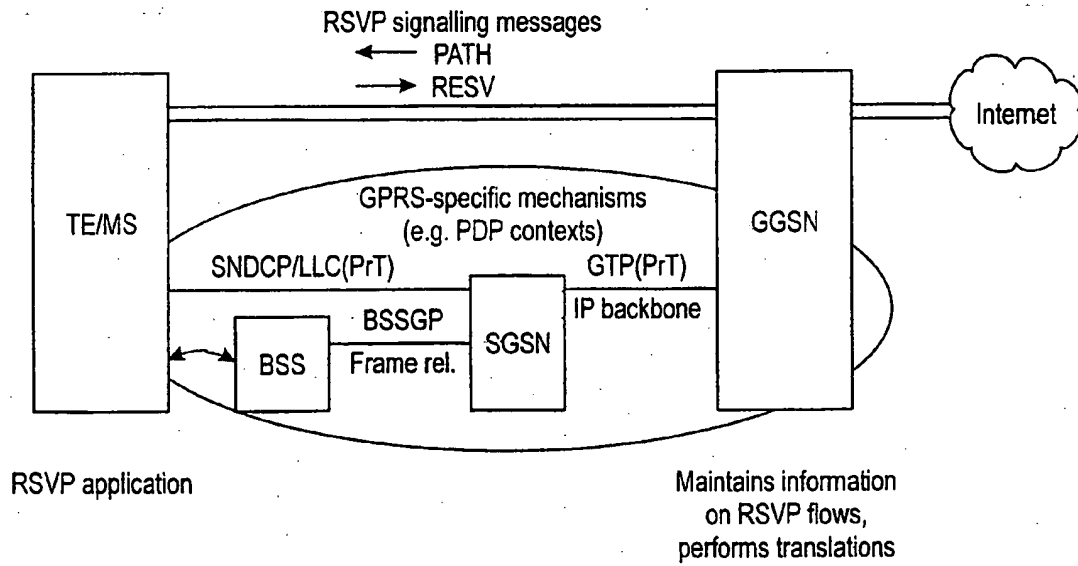 RSVP signalling messages
PATH
RESV
Internet
TE/MS
GPRS-specific mechanisms
(e.g. PDP contexts)
GGSN
SNDCP/LLC(PrT)
GTP(PrT)
IP backbone
BSSGP
SGSN
BSS
Frame rel.
RSVP application
Maintains information
on RSVP flows,
performs translations